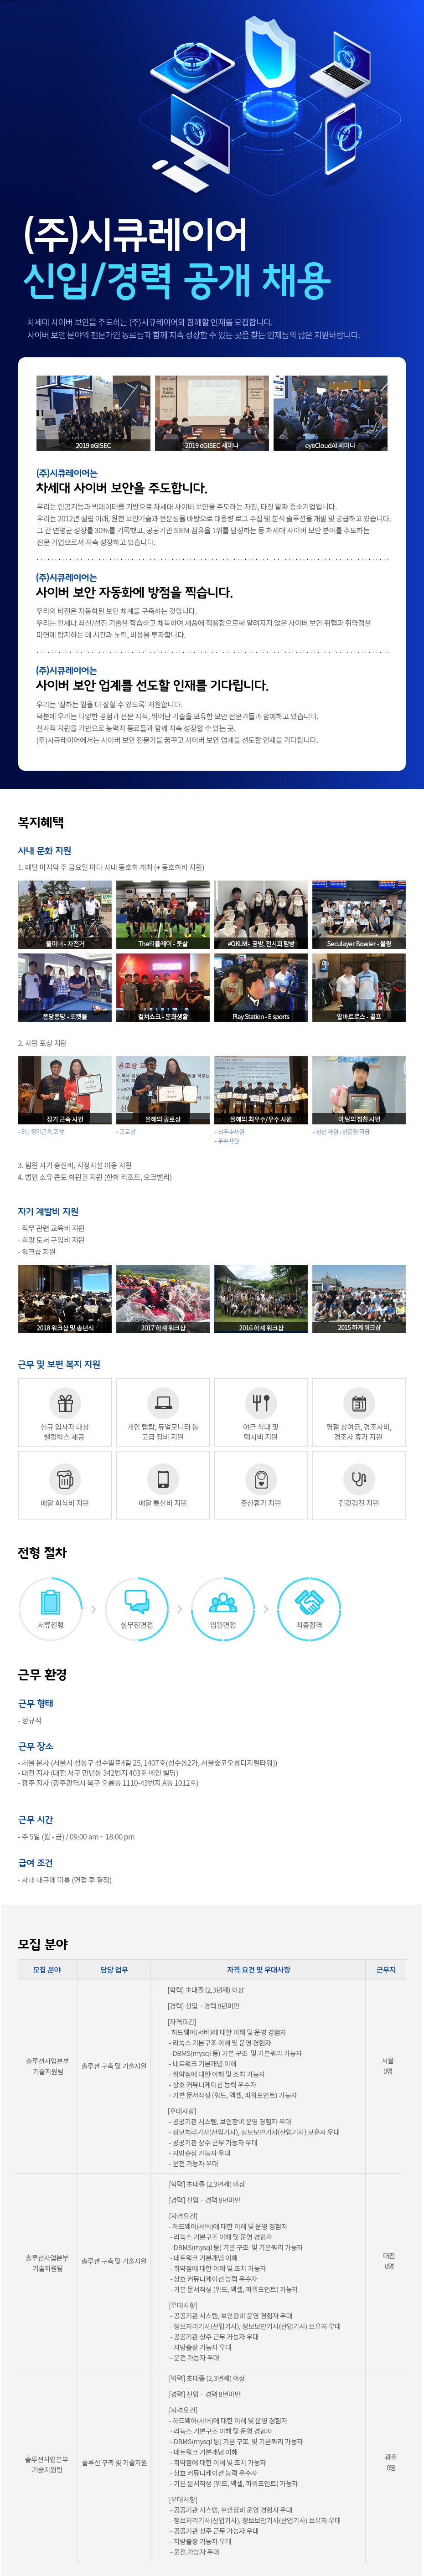 (주)시큐레이어
신입/경력 공개 채용
차세대 사이버 보안을 주도하는 (주)시큐레이어와 함께할 인재를 모집합니다.
사이버 보안 분야의 전문가인 동료들과 함께 지속 성장할 수 있는 곳을 찾는 인재들의 많은 지원바랍니다.
2019 eGISEC
2019 eGISEC 세미나
eyeCloudAI 세미나
(주)시큐레이어는
차세대 사이버 보안을 주도합니다.
우리는 인공지능과 빅데이터를 기반으로 차세대 사이버 보안을 주도하는 자칭, 타칭 알짜 중소기업입니다.
우리는 2012년 설립 이래, 원천 보안기술과 전문성을 바탕으로 대용량 로그 수집 및 분석 솔루션을 개발 및 공급하고 있습니다.
그 간 연평균 성장률 30%를 기록했고, 공공기관 SIEM 점유율 1위를 달성하는 등 차세대 사이버 보안 분야를 주도하는
전문 기업으로서 지속 성장하고 있습니다.
(주)시큐레이어는
사이버 보안 자동화에 방점을 찍습니다.
우리의 비전은 자동화된 보안 체계를 구축하는 것입니다.
우리는 언제나 최신/선진 기술을 학습하고 체득하여 제품에 적용함으로써 알려지지 않은 사이버 보안 위협과 취약점을
미연에 탐지하는 데 시간과 노력, 비용을 투자합니다.
(주)시큐레이어는
사이버 보안 업계를 선도할 인재를 기다립니다.
우리는 '잘하는 일을 더 잘할 수 있도록' 지원합니다.
덕분에 우리는 다양한 경험과 전문 지식, 뛰어난 기술을 보유한 보안 전문가들과 함께하고 있습니다.
전사적 지원을 기반으로 능력자 동료들과 함께 지속 성장할 수 있는 곳.
(주)시큐레이어에서는 사이버 보안 전문가를 꿈꾸고 사이버 보안 업계를 선도할 인재를 기다립니다.
복지혜택
사내 문화 지원
1. 매달 마지막 주 금요일 마다 사내 동호회 개최 (+ 동호회비 지원)
풀이너 - 자전거
The티플레이 - 풋살
#OKLM - 공방, 전시회 탐방
Seculayer Bowler - 볼링
퐁당퐁당 - 포켓볼
컬쳐쇼크 - 문화생활
Play Station - E sports
알바트로스 - 골프
2. 사원 포상 지원
장기 근속 사원
올해의 공로상
올해의 최우수/우수 사원
이 달의 칭찬 사원
- 5년 장기근속 포상
- 공로상
- 최우수사원
- 우수사원
- 칭찬 사원 : 상품권 지급
3. 팀원 사기 증진비, 지정시설 이용 지원
4. 법인 소유 콘도 회원권 지원 (한화 리조트, 오크밸리)
자기 계발비 지원
- 직무 관련 교육비 지원
- 희망 도서 구입비 지원
- 워크샵 지원
2018 워크샵 및 송년식
2017 하계 워크샵
2016 하계 워크샵
2015 하계 워크샵
근무 및 보편 복지 지원
신규 입사자 대상
웰컴박스 제공
개인 랩탑, 듀얼모니터 등
고급 장비 지원
야근 식대 및
택시비 지원
명절 상여금, 경조사비,
경조사 휴가 지원
매달 회식비 지원
매달 통신비 지원
출산휴가 지원
건강검진 지원
전형 절차
서류전형
실무진면접
임원면접
최종합격
근무 환경
근무 형태
- 정규직
근무 장소
- 서울 본사 (서울시 성동구 성수일로4길 25, 1407호(성수동2가, 서울숲코오롱디지털타워))
- 대전 지사 (대전 서구 만년동 342번지 403호 예인 빌딩)
- 광주 지사 (광주광역시 북구 오룡동 1110-43번지 A동 1012호)
근무 시간
- 주 5일 (월 - 금) / 09:00 am ~ 18:00 pm
급여 조건
- 사내 내규에 따름 (면접 후 결정)
모집 분야
모집 분야
담당 업무
자격 요건 및 우대사항
근무지
솔루션사업본부
기술지원팀
솔루션 구축 및 기술지원
[학력] 초대졸 (2,3년제) 이상
[경력] 신입 · 경력 8년미만
[자격요건]
- 하드웨어(서버)에 대한 이해 및 운영 경험자
- 리눅스 기본구조 이해 및 운영 경험자
- DBMS(mysql 등) 기본 구조 및 기본쿼리 가능자
- 네트워크 기본개념 이해
- 취약점에 대한 이해 및 조치 가능자
- 상호 커뮤니케이션 능력 우수자
- 기본 문서작성 (워드, 엑셀, 파워포인트) 가능자
[우대사항]
- 공공기관 시스템, 보안장비 운영 경험자 우대
- 정보처리기사(산업기사), 정보보안기사(산업기사) 보유자 우대
- 공공기관 상주 근무 가능자 우대
- 지방출장 가능자 우대
- 운전 가능자 우대
서울
0명
솔루션사업본부
기술지원팀
솔루션 구축 및 기술지원
[학력] 초대졸 (2,3년제) 이상
[경력] 신입 · 경력 8년미만
[자격요건]
- 하드웨어(서버)에 대한 이해 및 운영 경험자
- 리눅스 기본구조 이해 및 운영 경험자
- DBMS(mysql 등) 기본 구조 및 기본쿼리 가능자
- 네트워크 기본개념 이해
- 취약점에 대한 이해 및 조치 가능자
- 상호 커뮤니케이션 능력 우수자
- 기본 문서작성 (워드, 엑셀, 파워포인트) 가능자
[우대사항]
- 공공기관 시스템, 보안장비 운영 경험자 우대
- 정보처리기사(산업기사), 정보보안기사(산업기사) 보유자 우대
- 공공기관 상주 근무 가능자 우대
- 지방출장 가능자 우대
- 운전 가능자 우대
대전
0명
솔루션사업본부
기술지원팀
솔루션 구축 및 기술지원
[학력] 초대졸 (2,3년제) 이상
[경력] 신입 · 경력 8년미만
[자격요건]
- 하드웨어(서버)에 대한 이해 및 운영 경험자
- 리눅스 기본구조 이해 및 운영 경험자
- DBMS(mysql 등) 기본 구조 및 기본쿼리 가능자
- 네트워크 기본개념 이해
- 취약점에 대한 이해 및 조치 가능자
- 상호 커뮤니케이션 능력 우수자
- 기본 문서작성 (워드, 엑셀, 파워포인트) 가능자
[우대사항]
- 공공기관 시스템, 보안장비 운영 경험자 우대
- 정보처리기사(산업기사), 정보보안기사(산업기사) 보유자 우대
- 공공기관 상주 근무 가능자 우대
- 지방출장 가능자 우대
- 운전 가능자 우대
광주
0명